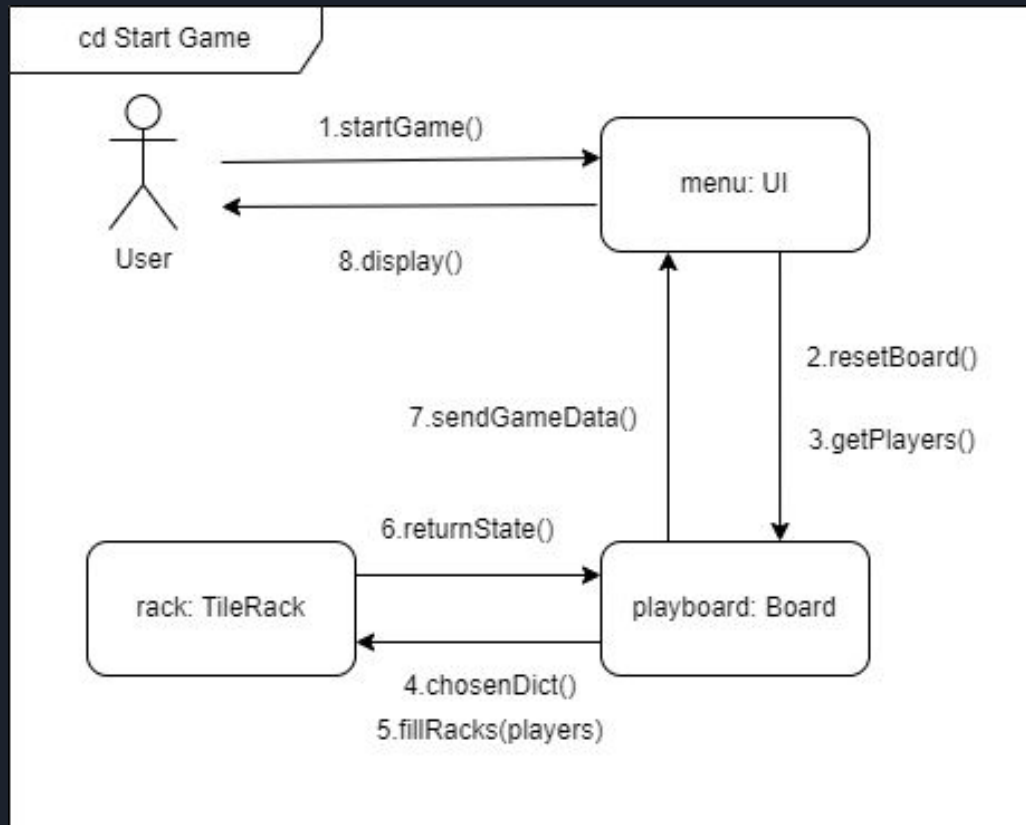 cd Start Game
1.startGame()
menu: UI
User
8.display()
2.resetBoard()
7.sendGameData()
3.getPlayers()
6.returnState()
rack: TileRack
playboard: Board
4.chosenDict()
5.fillRacks(players)